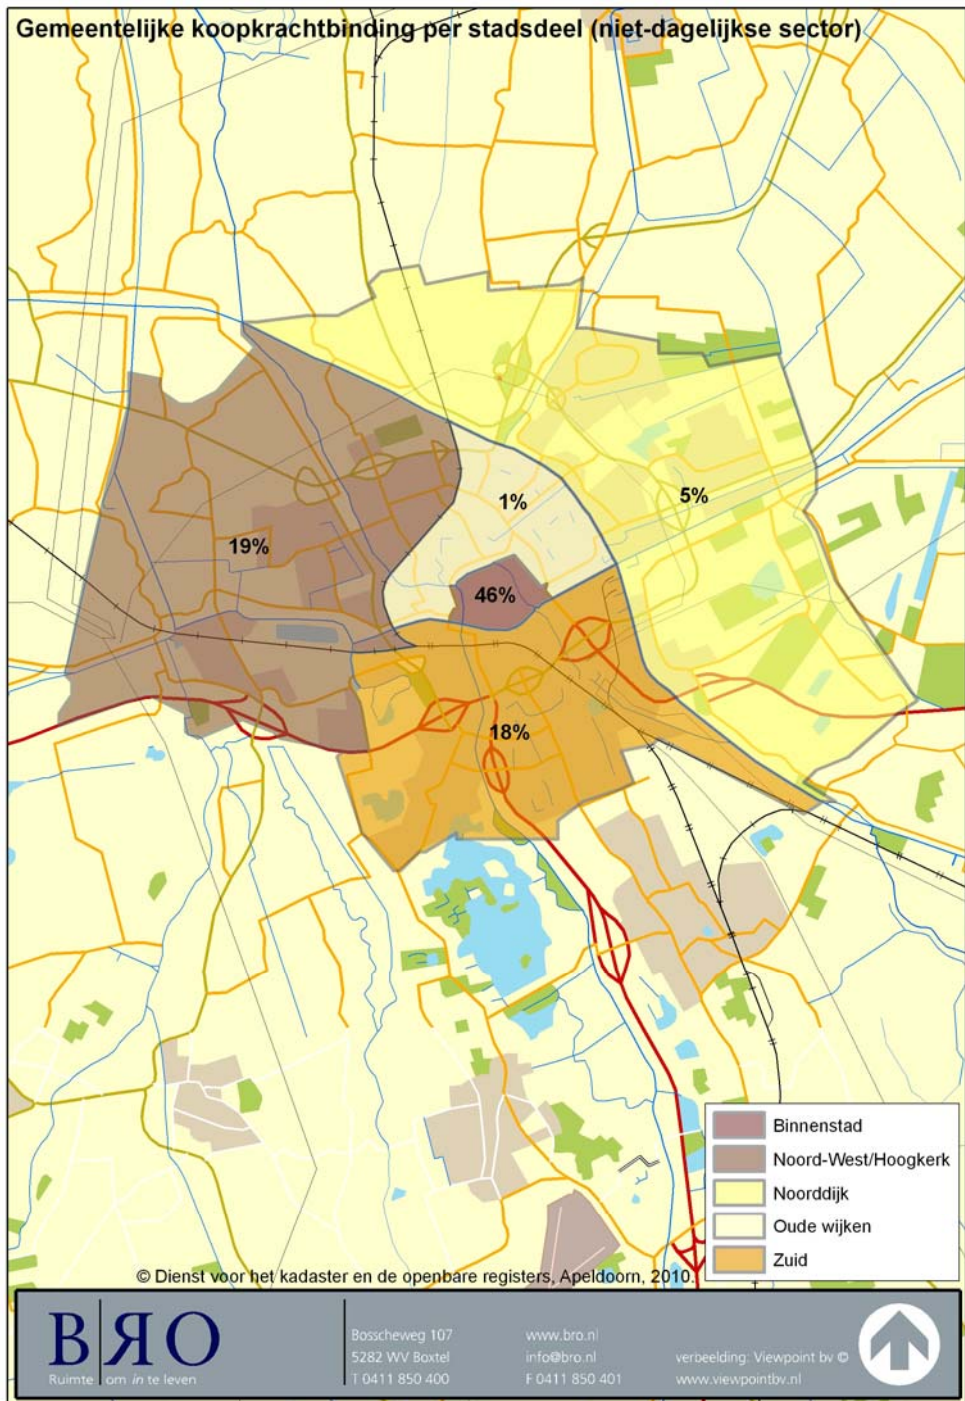 Gemeentelijke koopkrachtbinding per stadsdeel (niet-dagelijkse sector)
1%
5%
19%
46%
18%
Binnenstad
Noord-West/Hoogkerk
Noorddijk
Oude wijken
Zuid
© Dienst voor het kadaster en de openbare registers, Apeldoorn, 2010.
BRO
Ruimte om in te leven
Bosscheweg 107
5282 WV Boxtel
T 0411 850 400
www.bro.nl
info@bro.nl
F 0411 850 401
verbeelding: Viewpoint bv ©
www.viewpointbv.nl